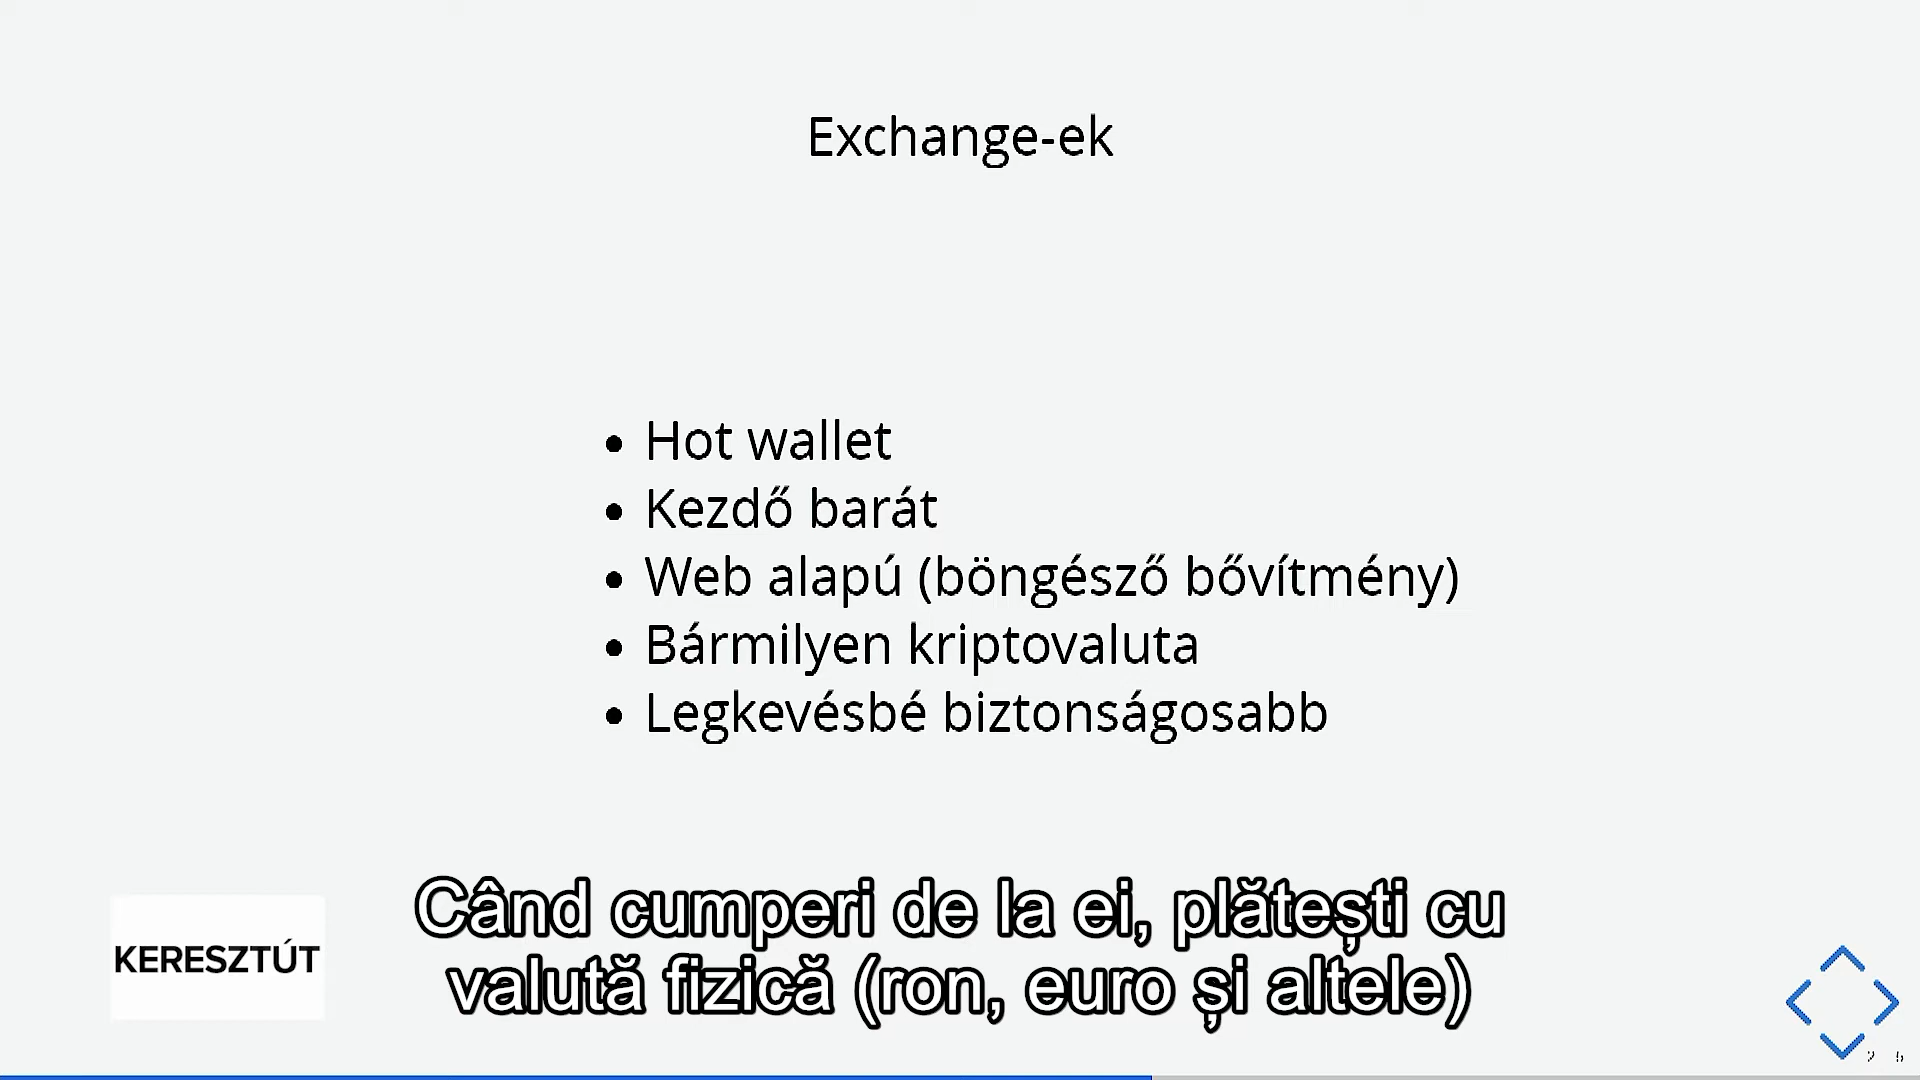 Exchange-ek
Hot wallet
Kezdő barát
Web alapú (böngésző bővítmény)
Bármilyen kriptovaluta
Legkevésbé biztonságosabb
KERESZTÚT
Când cumperi de la ei, plătești cu
valută fizică (ron, euro și altele)